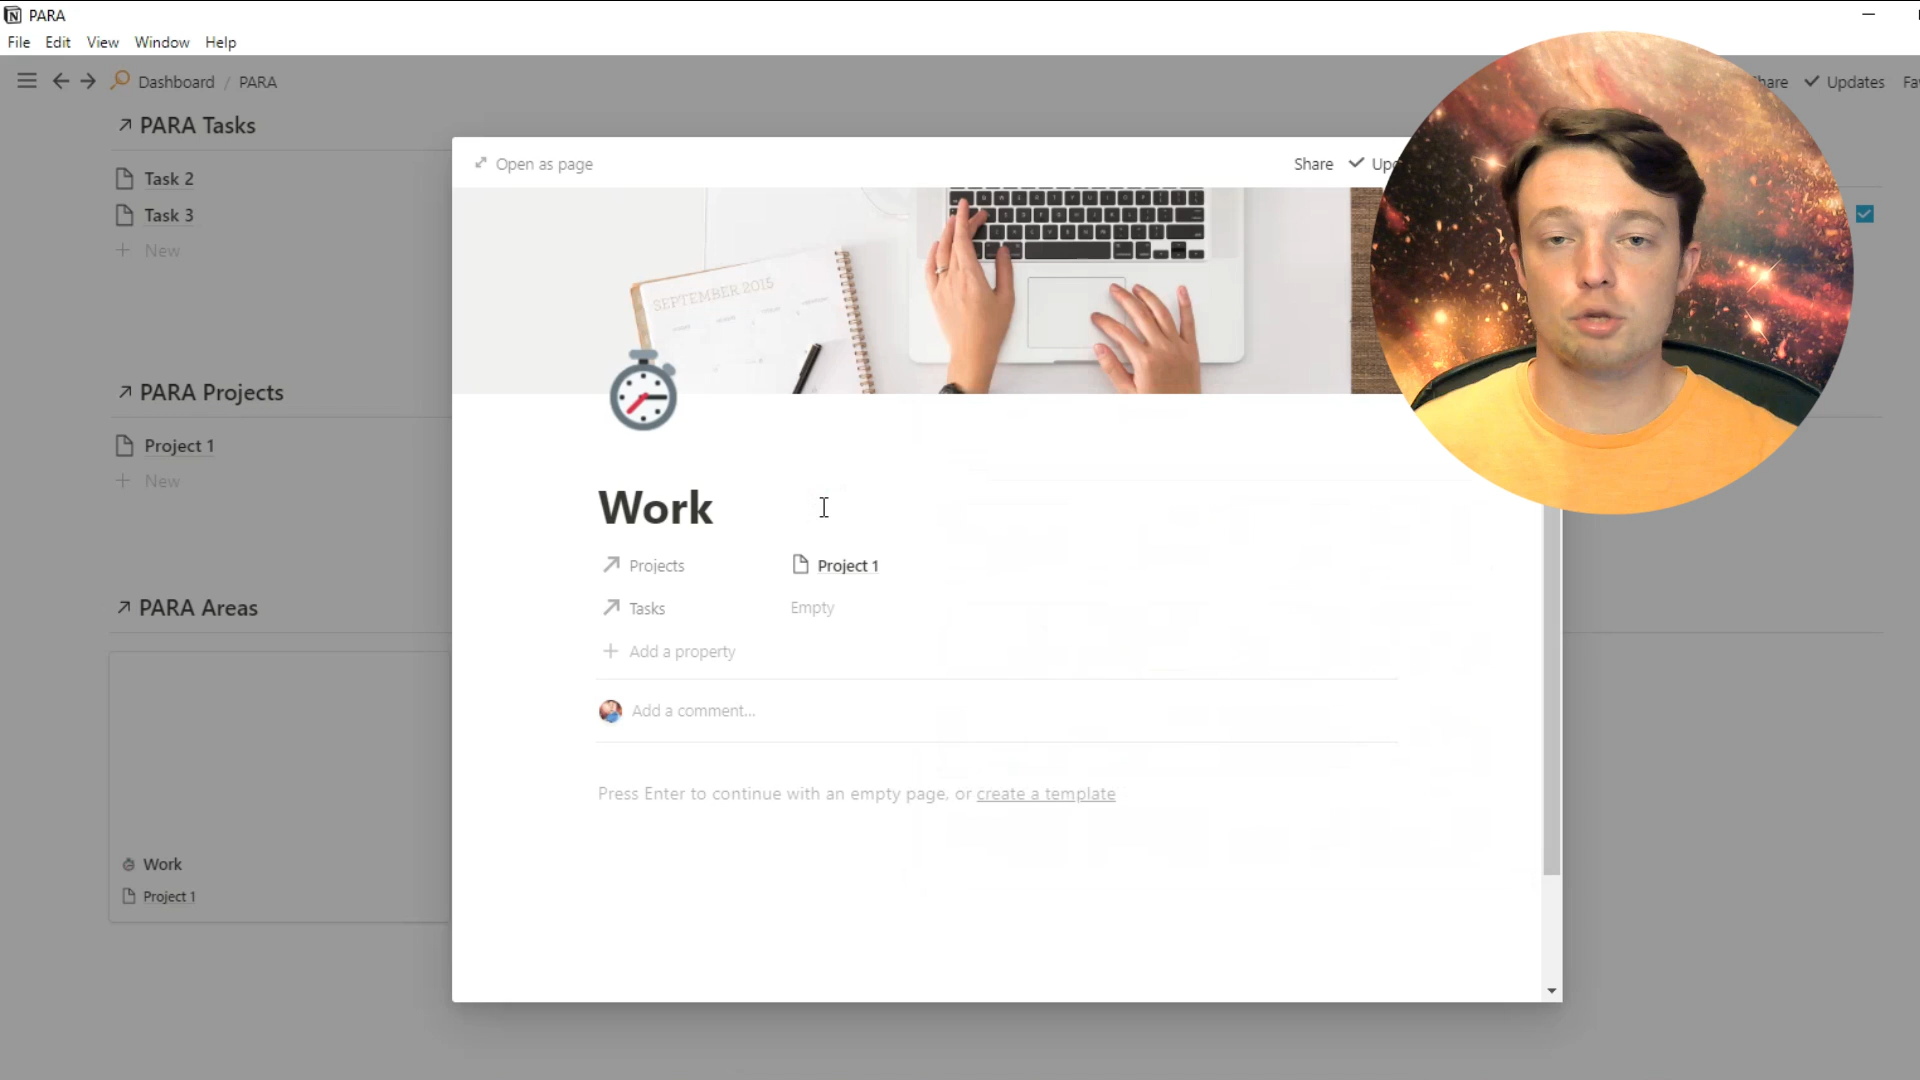 PARA
File Edit View Window Help
Dashboard / PARA
Share Updates
PARA Tasks
Task 2
Task 3
New
PARA Projects
Project 1
New
PARA Areas
Work
Project 1
Open as page
Share
SEPTEMBER 2015
Work
Projects Project 1
Tasks Empty
Add a property
Add a comment...
Press Enter to continue with an empty page, or create a template